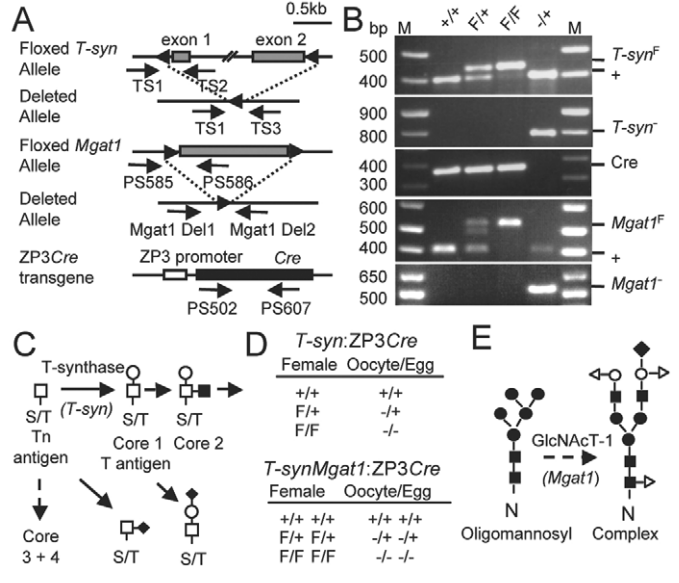 A
0.5kb
Floxed T-syn Allele
exon 1
exon 2
TS1
TS2
Deleted Allele
TS1
TS3
Floxed Mgat1 Allele
PS585
PS586
Deleted Allele
Mgat1 Del1
Mgat1 Del2
ZP3Cre transgene
ZP3 promoter
Cre
PS502
PS607
B
bp
M
+/+
F/+
F/F
-/+
M
500
400
T-synF
+
900
800
T-syn-
400
300
Cre
600
500
400
Mgat1F
+
650
500
Mgat1-
C
T-synthase
(T-syn)
S/T
S/T
S/T
Tn antigen
Core 1
T antigen
Core 2
Core 3 + 4
S/T
S/T
D
T-syn:ZP3Cre
Female Oocyte/Egg
+/+ +/+
F/+ -/+
F/F -/-
T-synMgat1:ZP3Cre
Female Oocyte/Egg
+/+ +/+ +/+ +/+
F/+ F/+ -/+ -/+
F/F F/F -/- -/-
E
GlcNAcT-1
(Mgat1)
N
N
Oligomannosyl
Complex